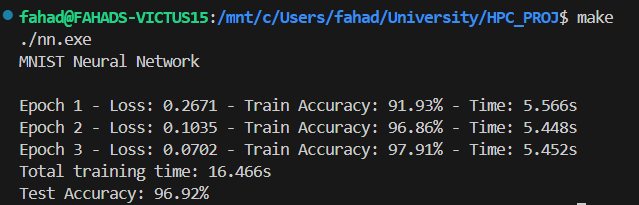 fahad@FAHADS-VICTUS15:/mnt/c/Users/fahad/University/HPC_PROJ$ make
./nn.exe
MNIST Neural Network

Epoch 1 - Loss: 0.2671 - Train Accuracy: 91.93% - Time: 5.566s
Epoch 2 - Loss: 0.1035 - Train Accuracy: 96.86% - Time: 5.448s
Epoch 3 - Loss: 0.0702 - Train Accuracy: 97.91% - Time: 5.452s
Total training time: 16.466s
Test Accuracy: 96.92%